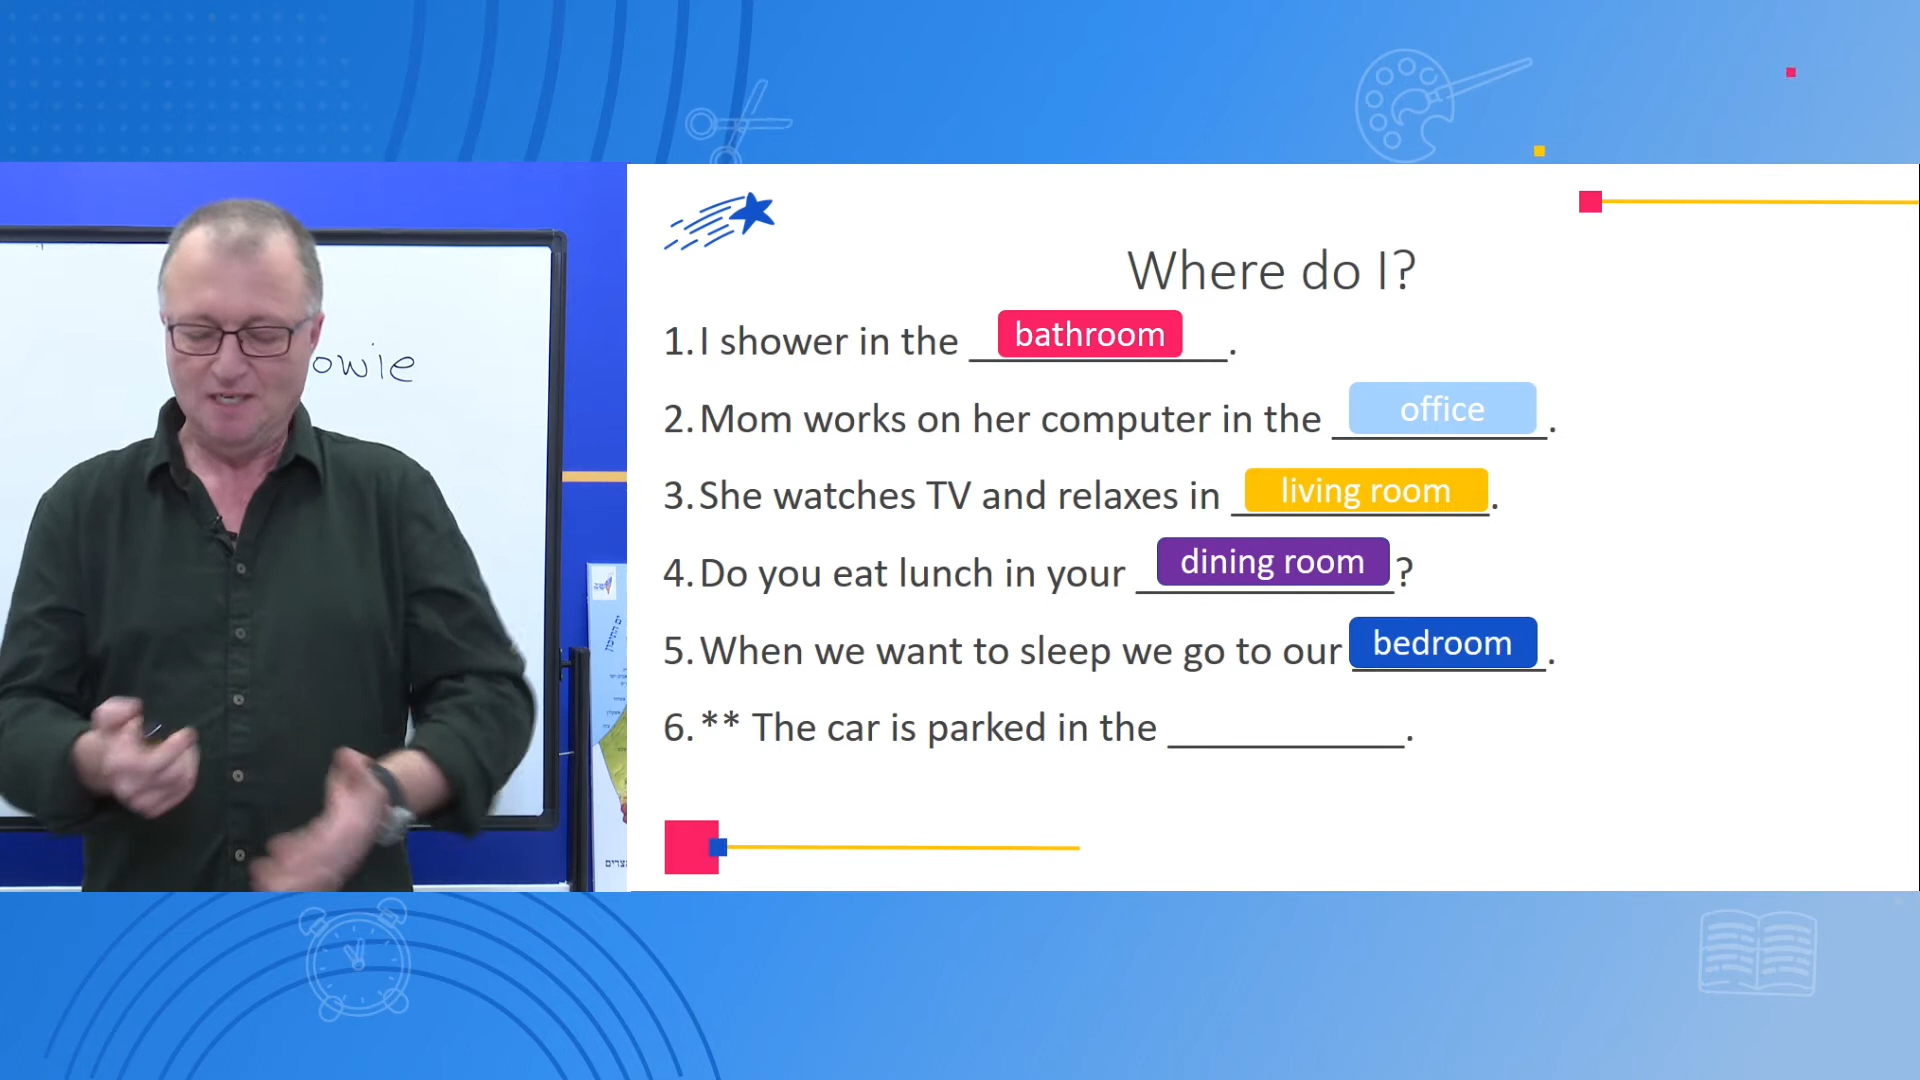 owie
Where do I?
1. I shower in the bathroom.
2. Mom works on her computer in the office.
3. She watches TV and relaxes in living room.
4. Do you eat lunch in your dining room?
5. When we want to sleep we go to our bedroom.
6. ** The car is parked in the ____________.